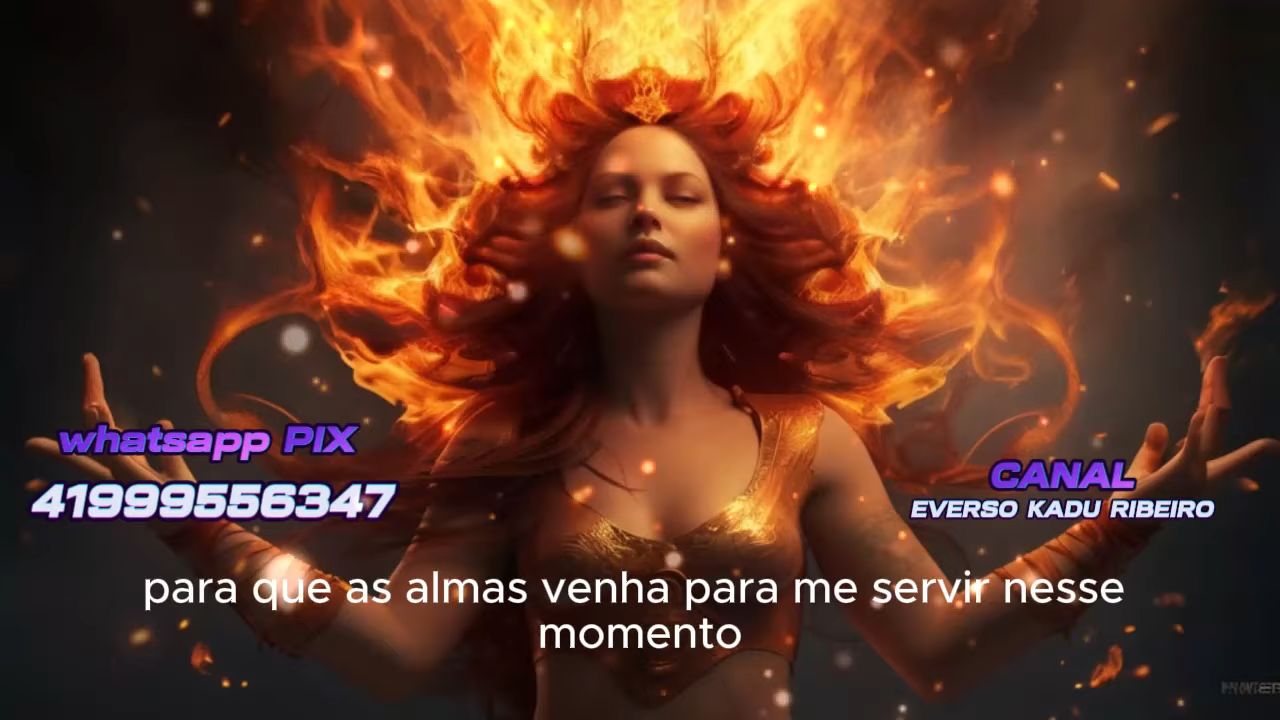 whatsapp PIX
41999556347
CANAL
EVERSO KADU RIBEIRO
para que as almas venha para me servir nesse
momento